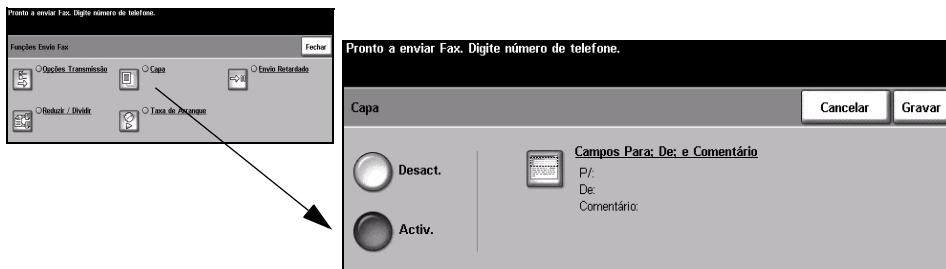 Pronto a enviar Fax. Digite número de telefone.
Funções Envio Fax
Fechar
Opções Transmissão
Capa
Envio Retardado
Reduzir / Dividir
Taxa de Arranque
Pronto a enviar Fax. Digite número de telefone.
Capa
Cancelar
Gravar
Desact.
Activ.
Campos Para; De; e Comentário
P/:
De:
Comentário: